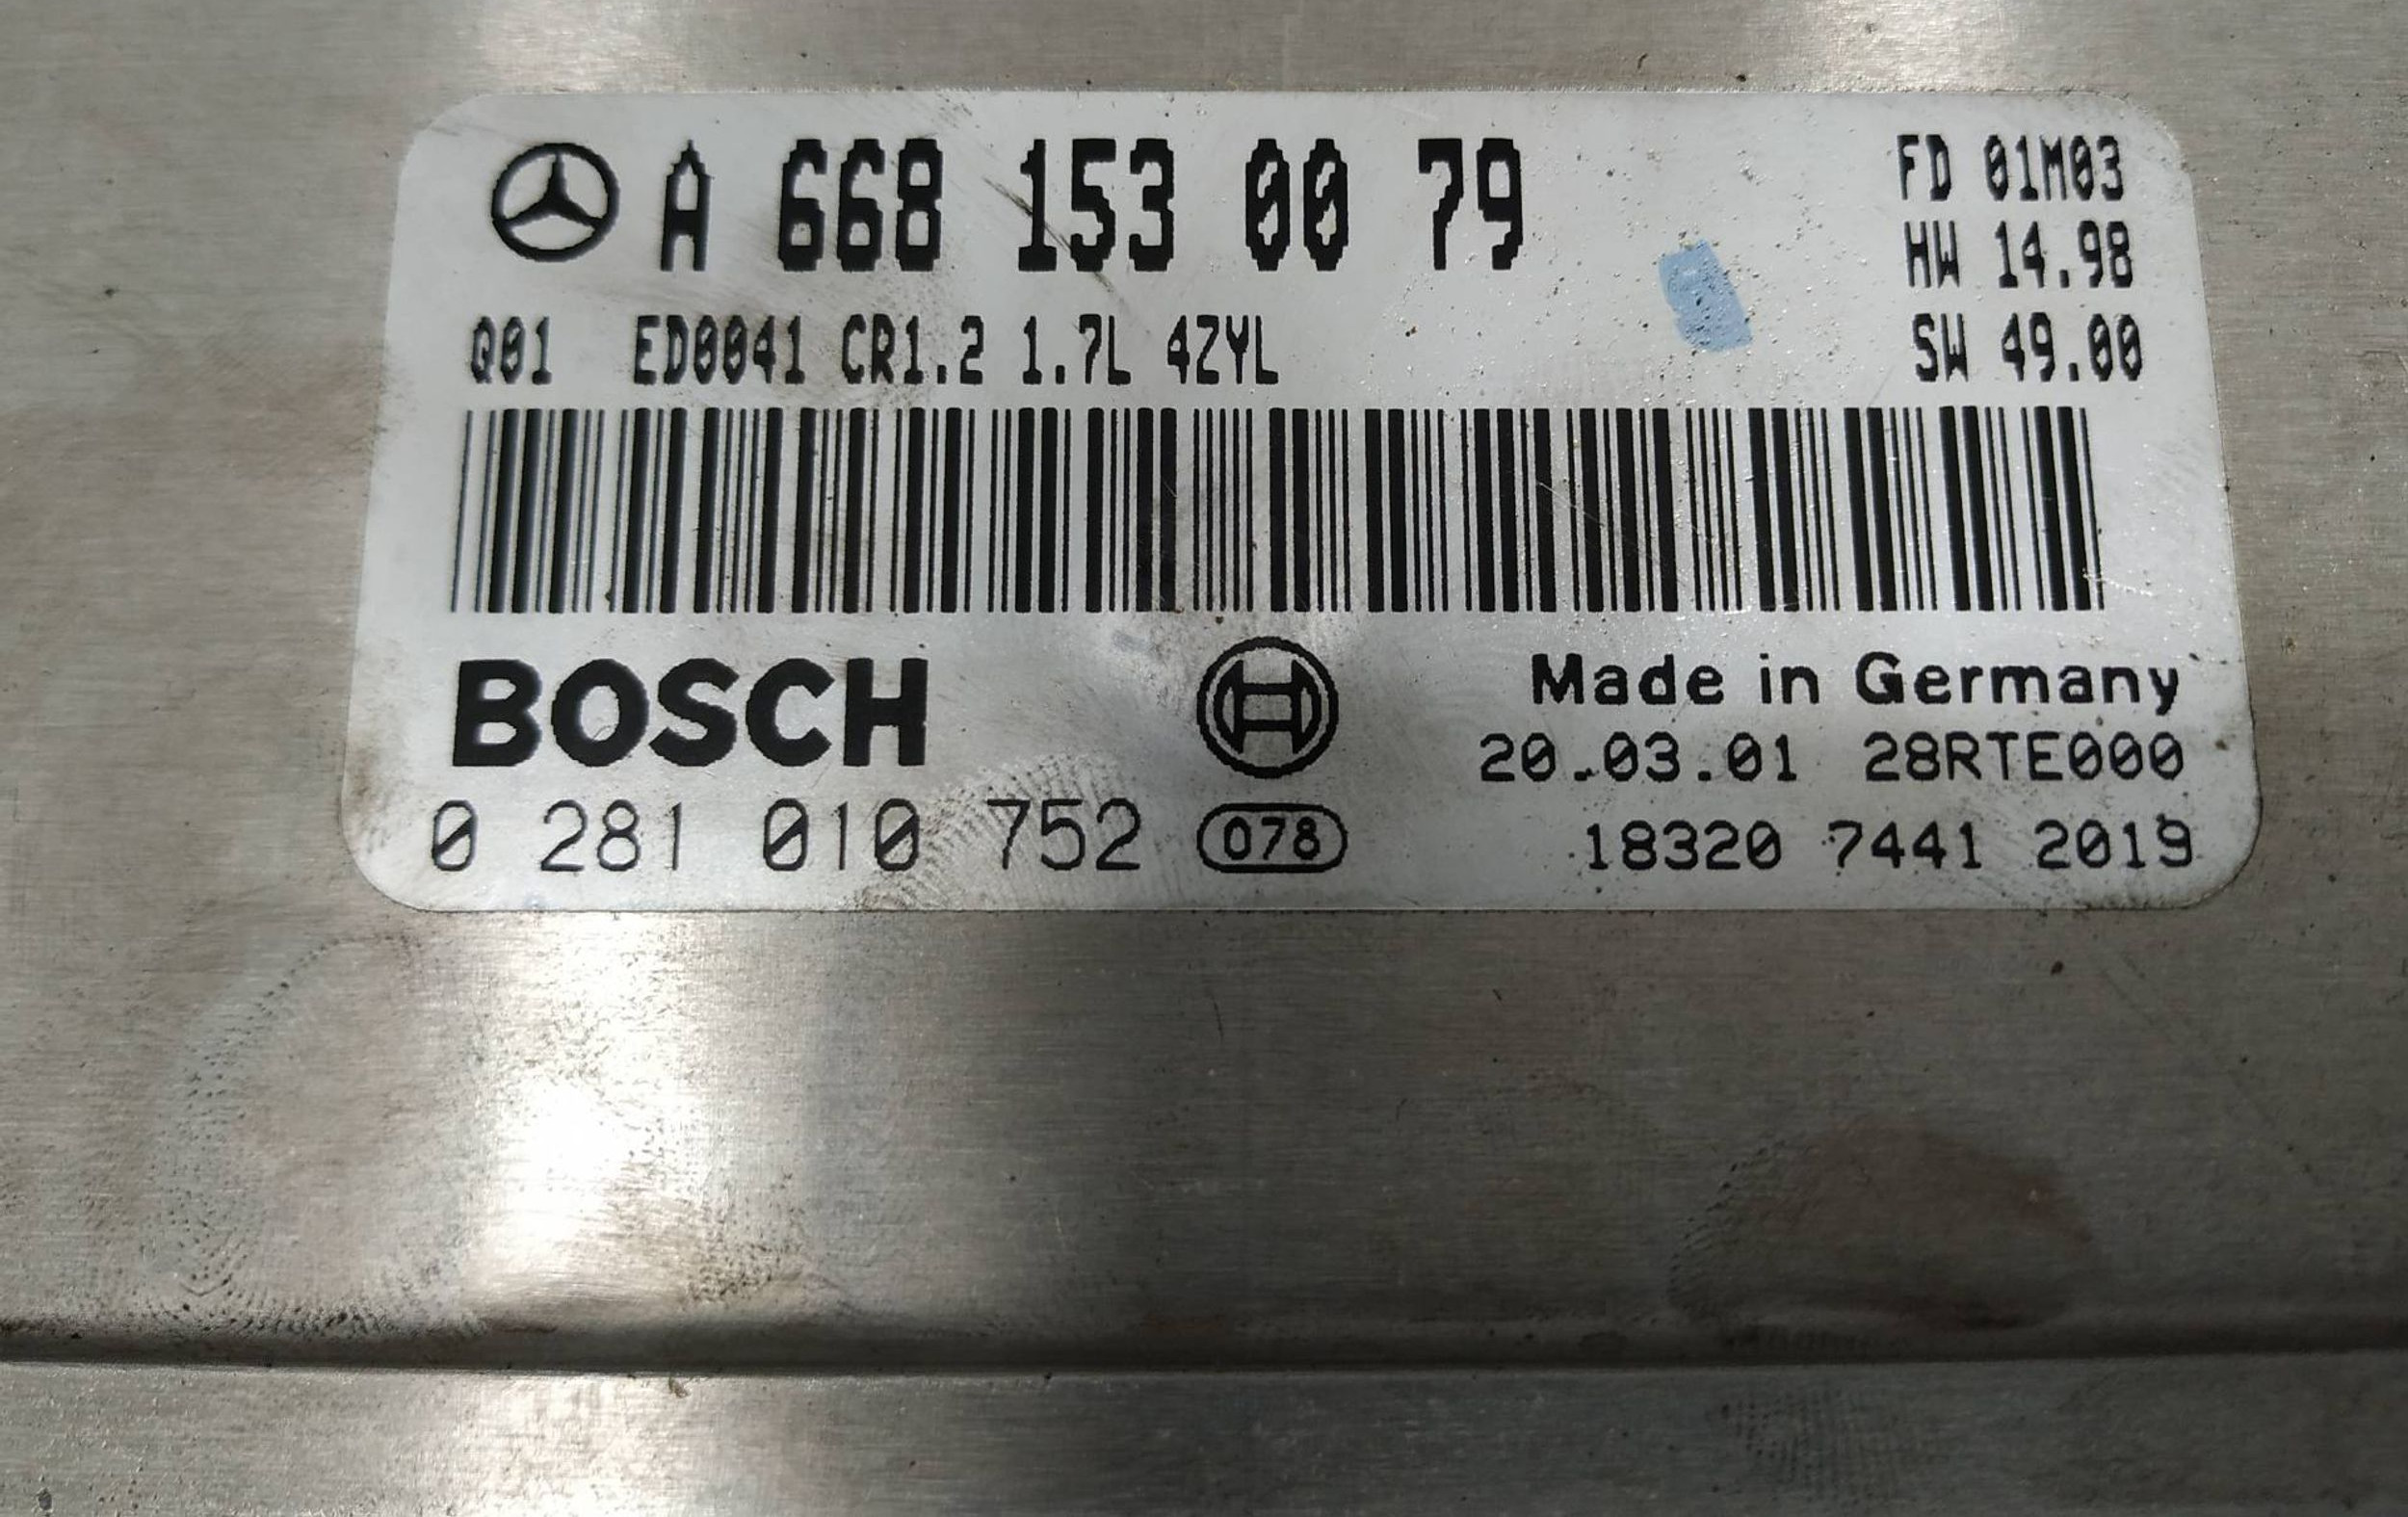 A 668 153 00 79
FD 01M03
HW 14.98
Q01 ED0041 CR1.2 1.7L 4ZYL
SW 49.00
BOSCH
Made in Germany
20.03.01 28RTE000
0 281 010 752 078
18320 7441 2019